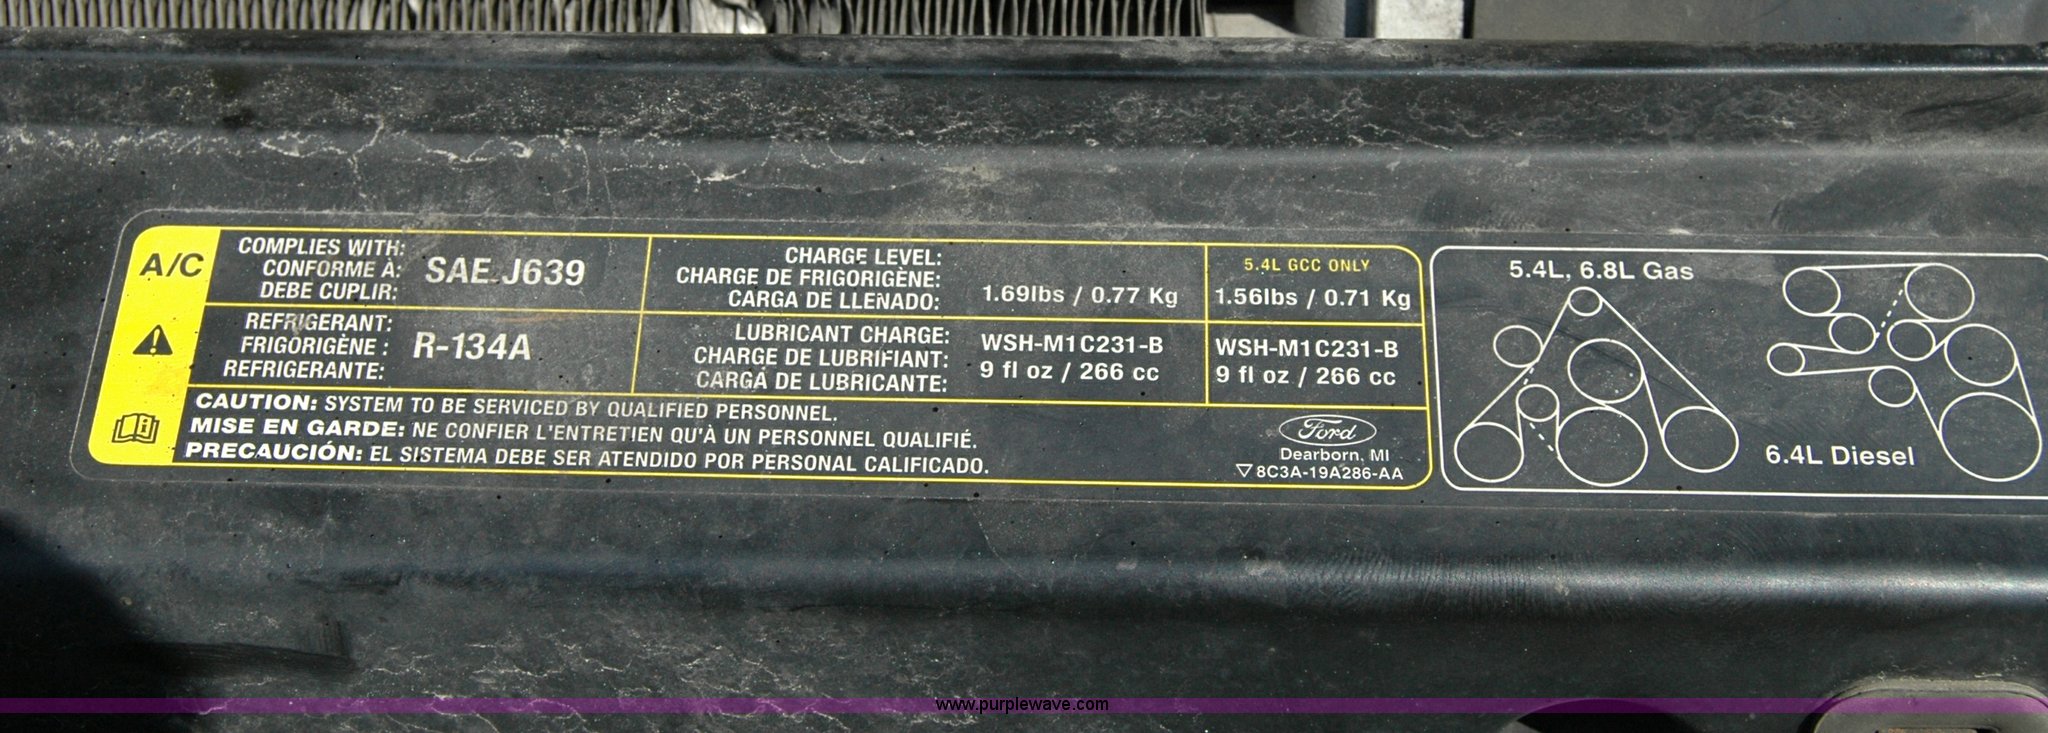 A/C
COMPLIES WITH:
CONFORME À:
DEBE CUPLIR:
SAE J639
CHARGE LEVEL:
CHARGE DE FRIGORIGÈNE:
CARGA DE LLENADO:
1.69lbs / 0.77 Kg
5.4L GCC ONLY
1.56lbs / 0.71 Kg
REFRIGERANT:
FRIGORIGÈNE :
REFRIGERANTE:
R-134A
LUBRICANT CHARGE:
CHARGE DE LUBRIFIANT:
CARGA DE LUBRICANTE:
WSH-M1C231-B
9 fl oz / 266 cc
WSH-M1C231-B
9 fl oz / 266 cc
CAUTION: SYSTEM TO BE SERVICED BY QUALIFIED PERSONNEL.
MISE EN GARDE: NE CONFIER L'ENTRETIEN QU'À UN PERSONNEL QUALIFIÉ.
PRECAUCIÓN: EL SISTEMA DEBE SER ATENDIDO POR PERSONAL CALIFICADO.
Ford
Dearborn, MI
8C3A-19A286-AA
5.4L, 6.8L Gas
6.4L Diesel
www.purplewave.com